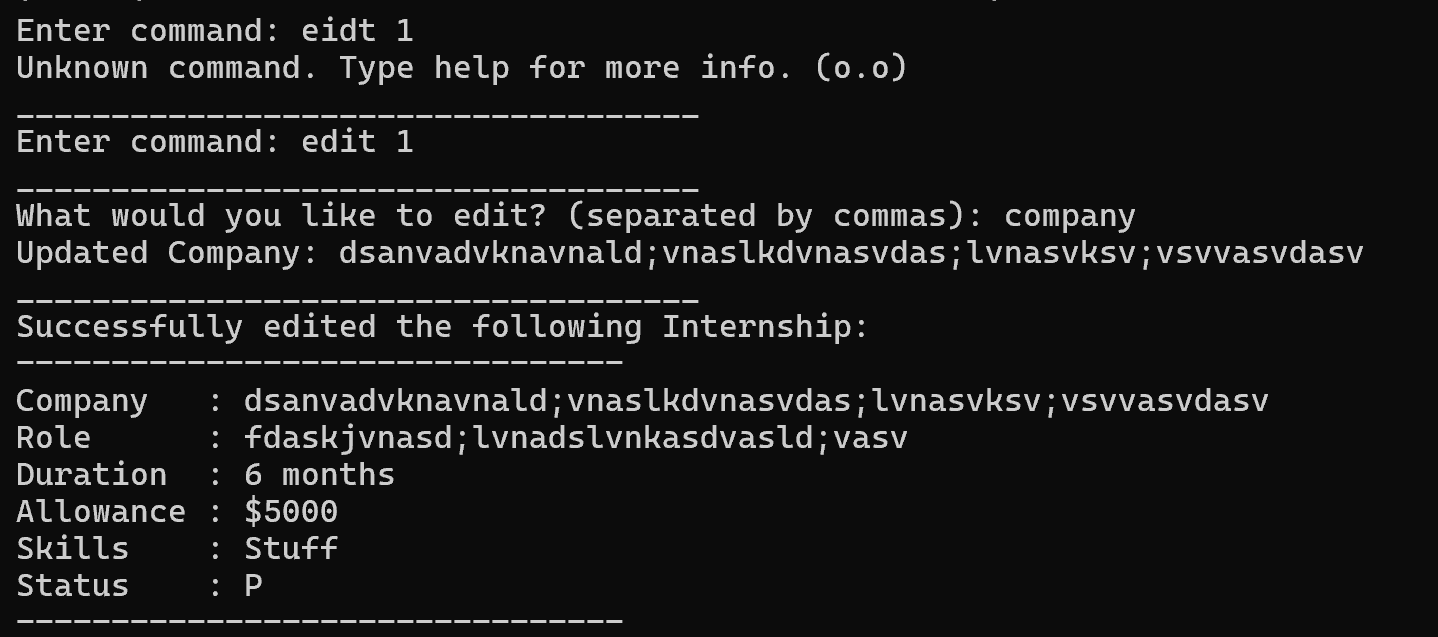 Enter command: eidt 1
Unknown command. Type help for more info. (o.o)
____________________________________
Enter command: edit 1
____________________________________
What would you like to edit? (separated by commas): company
Updated Company: dsanvadvknavnald;vnaslkdvnasvdas;lvnasvksv;vsvvasvdasv
____________________________________
Successfully edited the following Internship:
--------------------------------
Company   : dsanvadvknavnald;vnaslkdvnasvdas;lvnasvksv;vsvvasvdasv
Role      : fdaskjvnasd;lvnadslvnkasdvasld;vasv
Duration  : 6 months
Allowance : $5000
Skills    : Stuff
Status    : P
--------------------------------